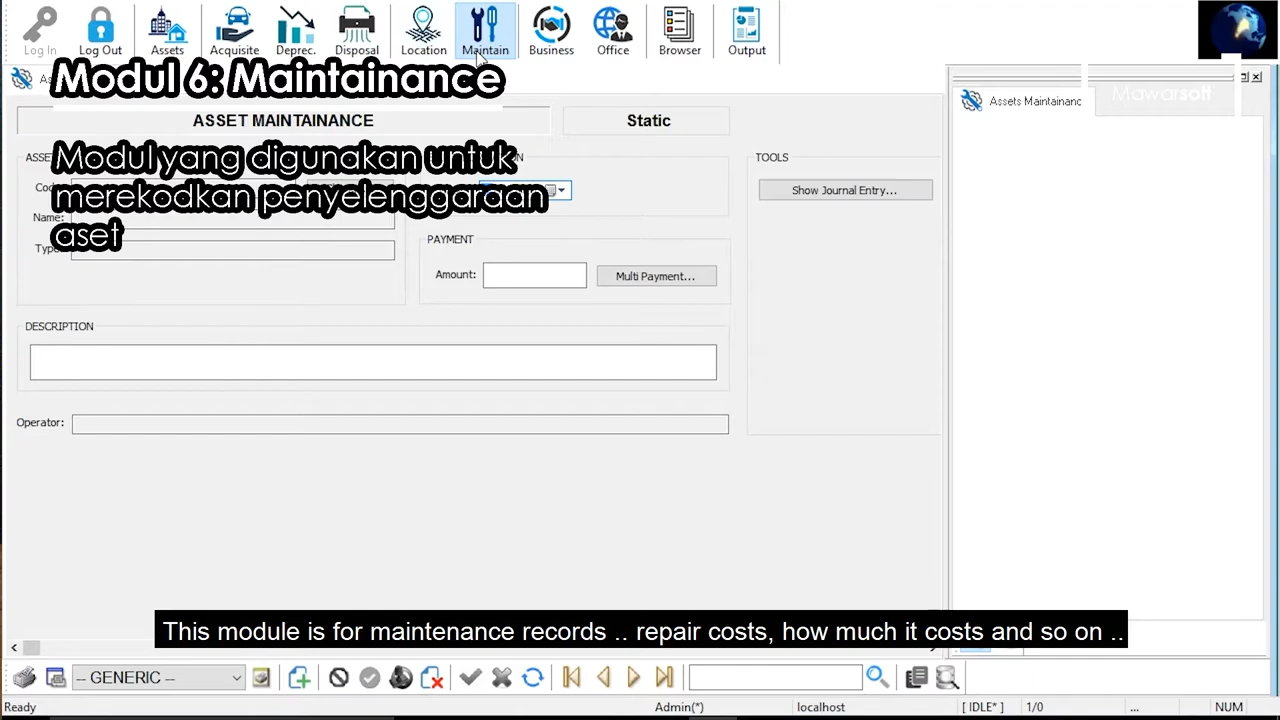 Log In
Log Out
Assets
Acquisite
Deprec.
Disposal
Location
Maintain
Business
Office
Browser
Output
Modul 6: Maintainance
Mawarsoft
Assets Maintainanc
ASSET MAINTAINANCE
Static
Modul yang digunakan untuk
merekodkan penyelenggaraan
aset
TOOLS
Show Journal Entry...
Name:
Type
PAYMENT
Amount:
Multi Payment...
DESCRIPTION
Operator:
This module is for maintenance records .. repair costs, how much it costs and so on ..
-- GENERIC --
Ready
Admin(*)
localhost
[ IDLE* ]
1/0
...
NUM